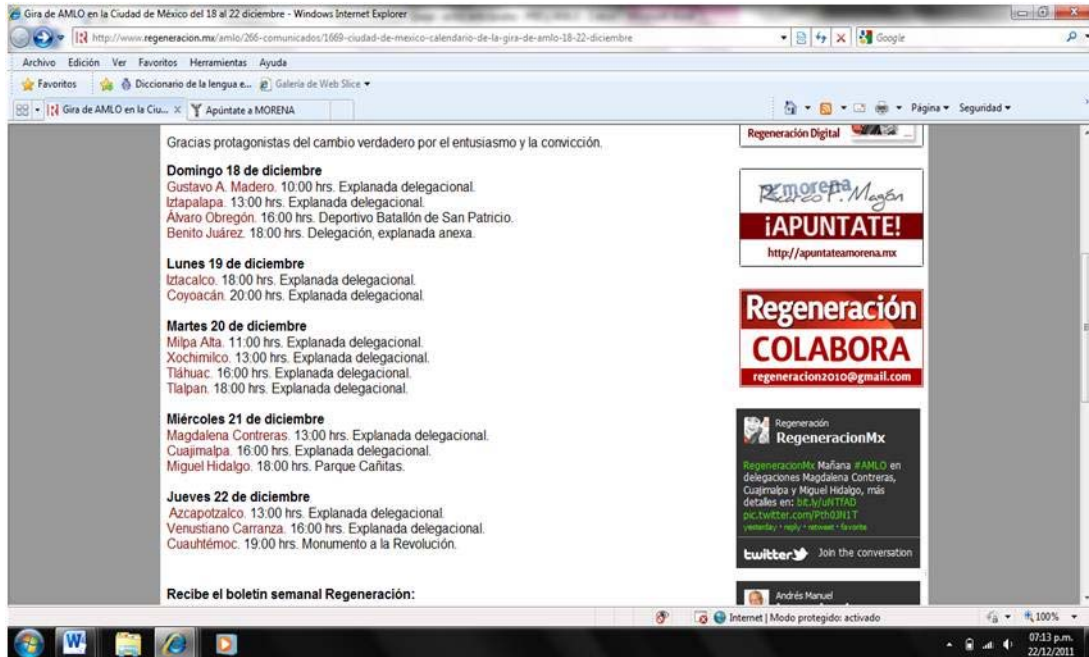 Gira de AMLO en la Ciudad de México del 18 al 22 diciembre - Windows Internet Explorer
http://www.regeneracion.mx/amlo/266-comunicados/1669-ciudad-de-mexico-calendario-de-la-gira-de-amlo-18-22-diciembre
Google
Archivo Edición Ver Favoritos Herramientas Ayuda
Favoritos Diccionario de la lengua e... Galería de Web Slice
Gira de AMLO en la Ciu... Apúntate a MORENA Página Seguridad
Gracias protagonistas del cambio verdadero por el entusiasmo y la convicción.
Domingo 18 de diciembre
Gustavo A. Madero. 10:00 hrs. Explanada delegacional.
Iztapalapa. 13:00 hrs. Explanada delegacional.
Álvaro Obregón. 16:00 hrs. Deportivo Batallón de San Patricio.
Benito Juárez. 18:00 hrs. Delegación, explanada anexa.
Lunes 19 de diciembre
Iztacalco. 18:00 hrs. Explanada delegacional.
Coyoacán. 20:00 hrs. Explanada delegacional.
Martes 20 de diciembre
Milpa Alta. 11:00 hrs. Explanada delegacional.
Xochimilco. 13:00 hrs. Explanada delegacional.
Tláhuac. 16:00 hrs. Explanada delegacional.
Tlalpan. 18:00 hrs. Explanada delegacional.
Miércoles 21 de diciembre
Magdalena Contreras. 13:00 hrs. Explanada delegacional.
Cuajimalpa. 16:00 hrs. Explanada delegacional.
Miguel Hidalgo. 18:00 hrs. Parque Cañitas.
Jueves 22 de diciembre
Azcapotzalco. 13:00 hrs. Explanada delegacional.
Venustiano Carranza. 16:00 hrs. Explanada delegacional.
Cuauhtémoc. 19:00 hrs. Monumento a la Revolución.
Recibe el boletín semanal Regeneración:
Regeneración Digital
morena
¡APUNTATE!
http://apuntateamorena.mx
Regeneración
COLABORA
regeneracion2010@gmail.com
Regeneración
RegeneracionMx
RegeneracionMx Mañana #AMLO en
delegaciones Magdalena Contreras,
Cuajimalpa y Miguel Hidalgo, más
detalles en: bit.ly/uNTfAD
pic.twitter.com/Pth03N1T
yesterday · reply · retweet · favorite
twitter Join the conversation
Andrés Manuel
Internet | Modo protegido: activado 100%
07:13 p.m.
22/12/2011